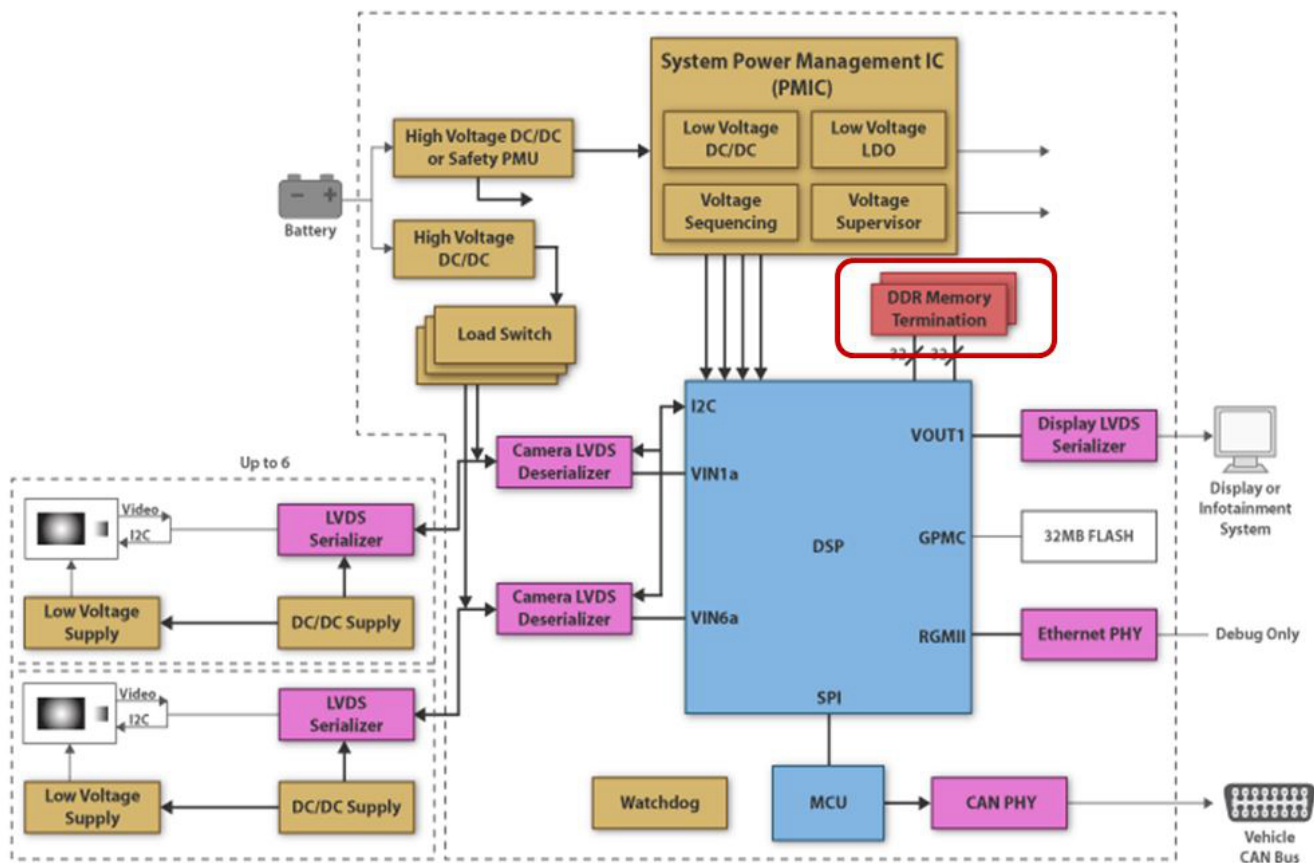 System Power Management IC
(PMIC)
Low Voltage
DC/DC
Low Voltage
LDO
Voltage
Sequencing
Voltage
Supervisor
High Voltage DC/DC
or Safety PMU
Battery
High Voltage
DC/DC
Load Switch
DDR Memory
Termination
32
32
I2C
VOUT1
VIN1a
DSP
GPMC
VIN6a
RGMII
SPI
Camera LVDS
Deserializer
Camera LVDS
Deserializer
Display LVDS
Serializer
Display or
Infotainment
System
32MB FLASH
Ethernet PHY
Debug Only
Up to 6
Video
I2C
LVDS
Serializer
Low Voltage
Supply
DC/DC Supply
Video
I2C
LVDS
Serializer
Low Voltage
Supply
DC/DC Supply
Watchdog
MCU
CAN PHY
Vehicle
CAN Bus